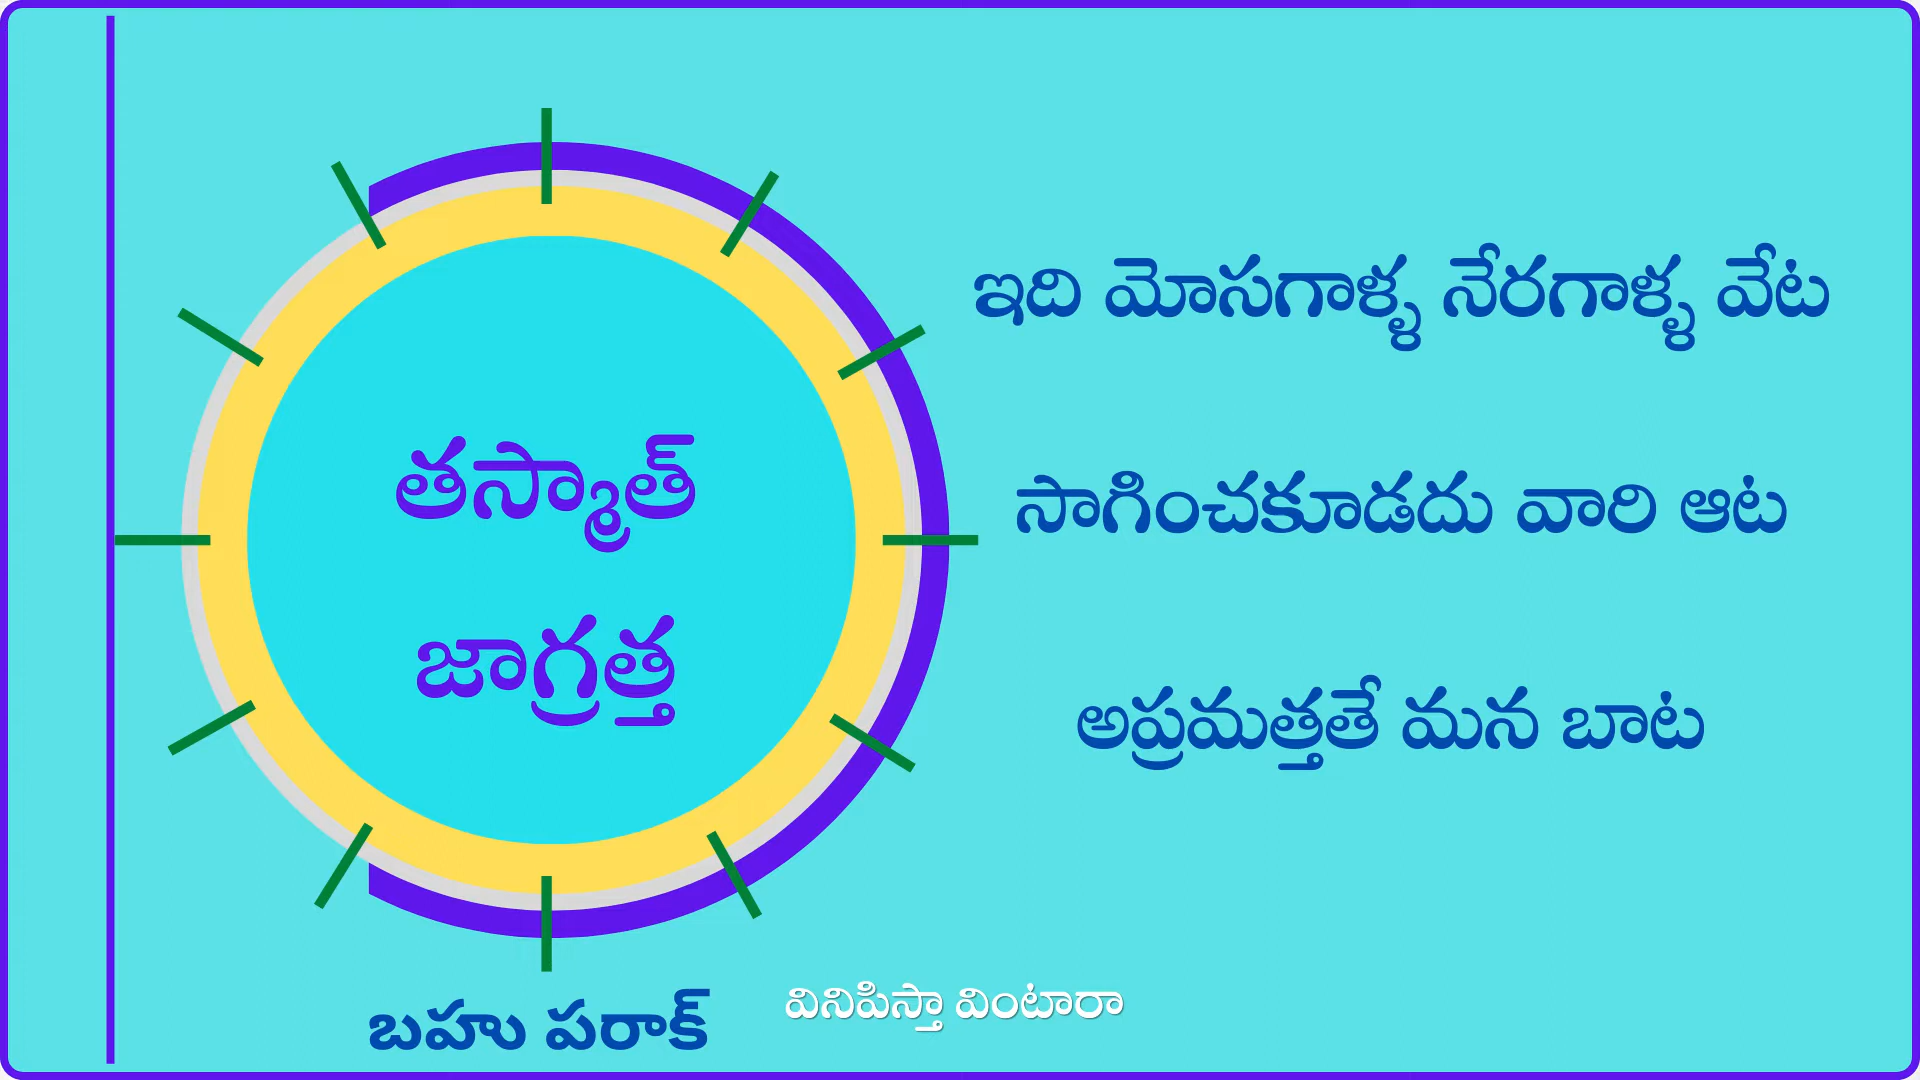 తస్మాత్
జాగ్రత్త
ఇది మోసగాళ్ళ నేరగాళ్ళ వేట
సాగించకూడదు వారి ఆట
అప్రమత్తతే మన బాట
బహు పరాక్
వినిపిస్తా వింటారా